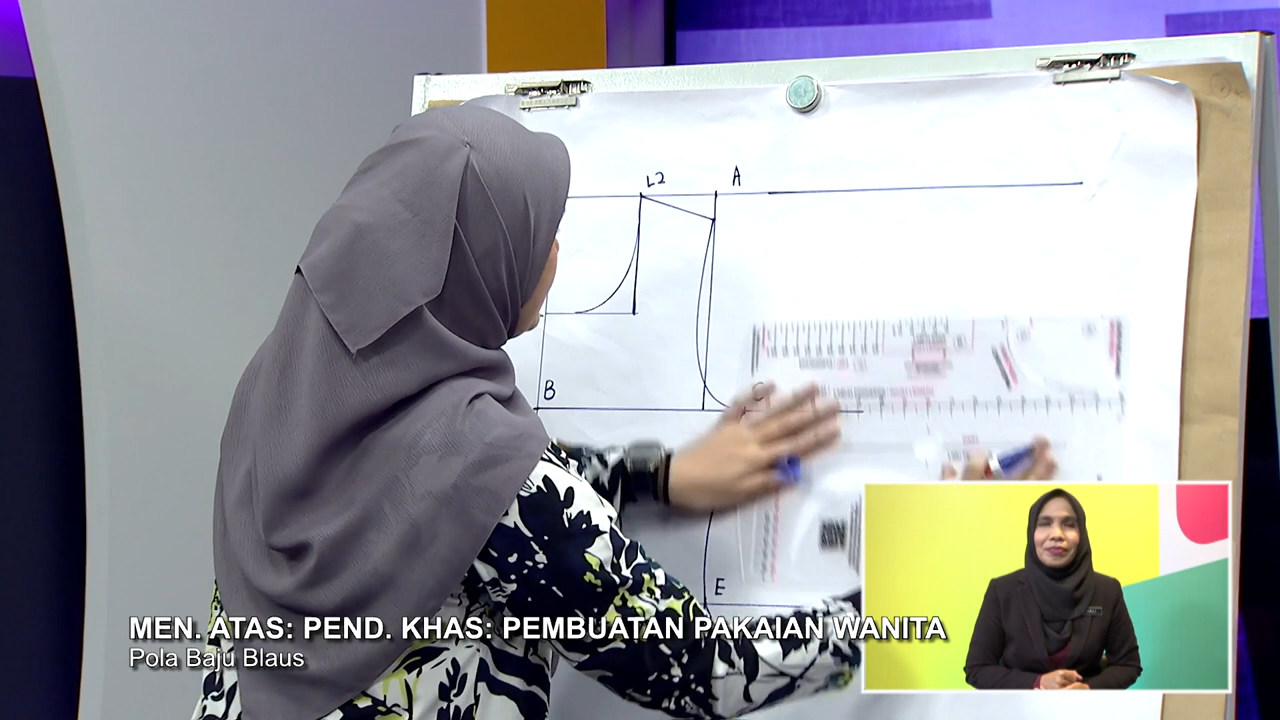 L2 A
B C
E
MEN. ATAS: PEND. KHAS: PEMBUATAN PAKAIAN WANITA
Pola Baju Blaus